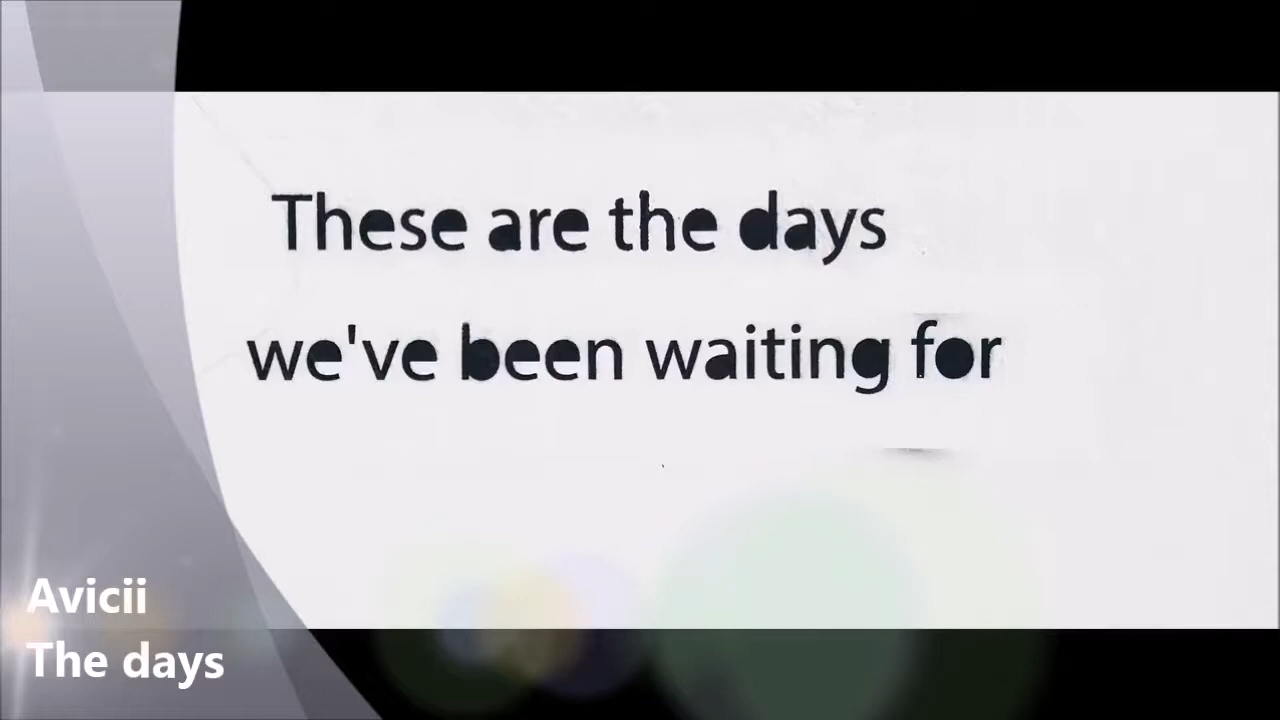 These are the days
we've been waiting for
Avicii
The days